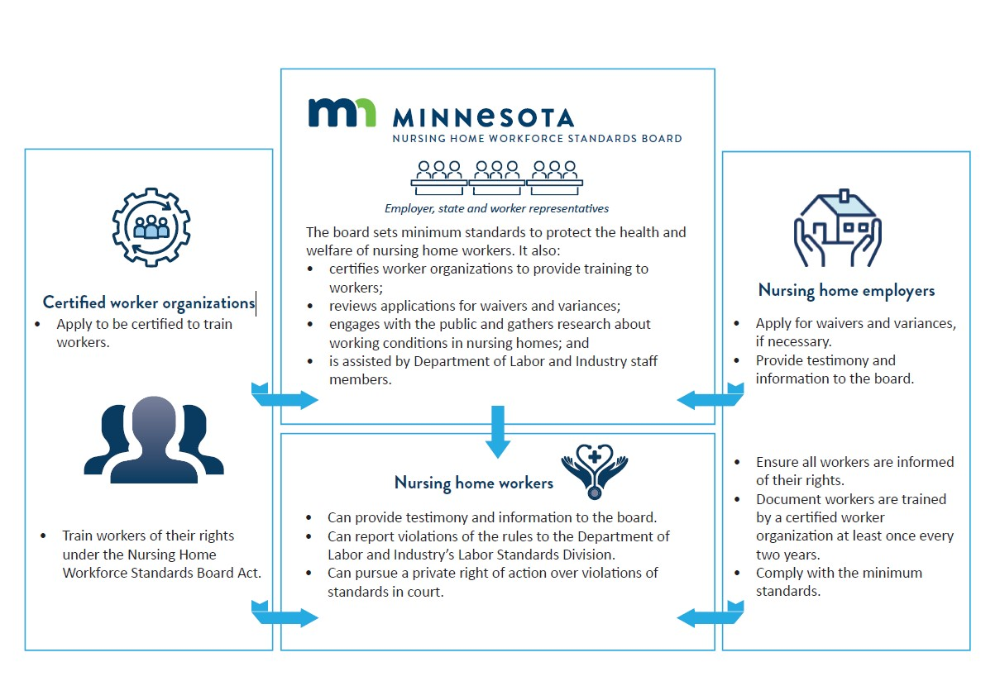 mn MINNESOTA
NURSING HOME WORKFORCE STANDARDS BOARD
Employer, state and worker representatives
The board sets minimum standards to protect the health and
welfare of nursing home workers. It also:
• certifies worker organizations to provide training to
workers;
• reviews applications for waivers and variances;
• engages with the public and gathers research about
working conditions in nursing homes; and
• is assisted by Department of Labor and Industry staff
members.
Certified worker organizations
• Apply to be certified to train
workers.
• Train workers of their rights
under the Nursing Home
Workforce Standards Board Act.
Nursing home workers
• Can provide testimony and information to the board.
• Can report violations of the rules to the Department of
Labor and Industry’s Labor Standards Division.
• Can pursue a private right of action over violations of
standards in court.
Nursing home employers
• Apply for waivers and variances,
if necessary.
• Provide testimony and
information to the board.
• Ensure all workers are informed
of their rights.
• Document workers are trained
by a certified worker
organization at least once every
two years.
• Comply with the minimum
standards.